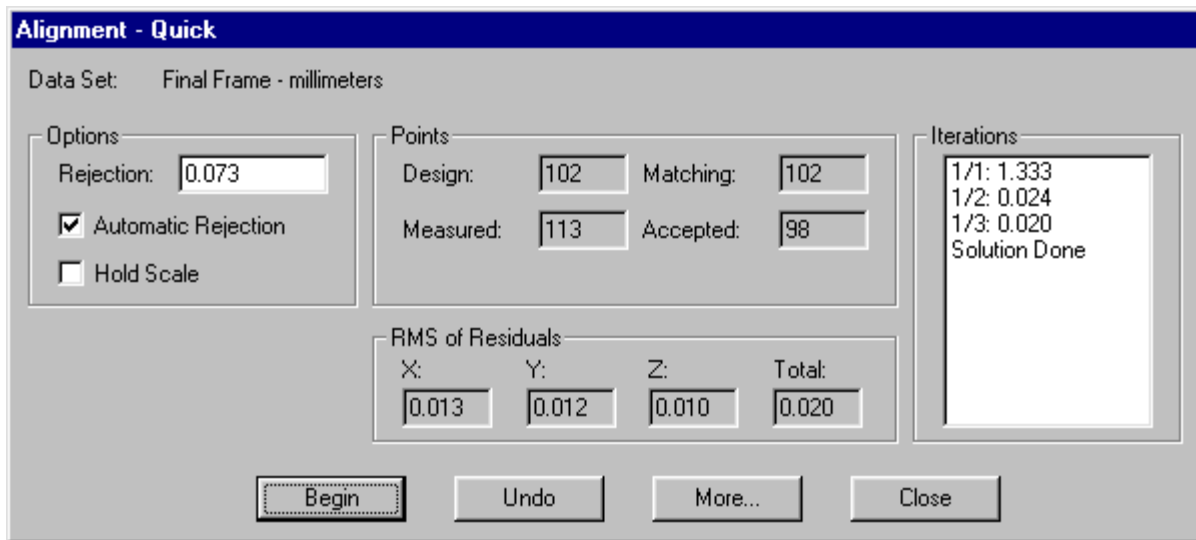 Alignment - Quick
Data Set: Final Frame - millimeters
Options
Rejection: 0.073
Automatic Rejection
Hold Scale
Points
Design: 102 Matching: 102
Measured: 113 Accepted: 98
RMS of Residuals
X: Y: Z: Total:
0.013 0.012 0.010 0.020
Iterations
1/1: 1.333
1/2: 0.024
1/3: 0.020
Solution Done
Begin Undo More... Close